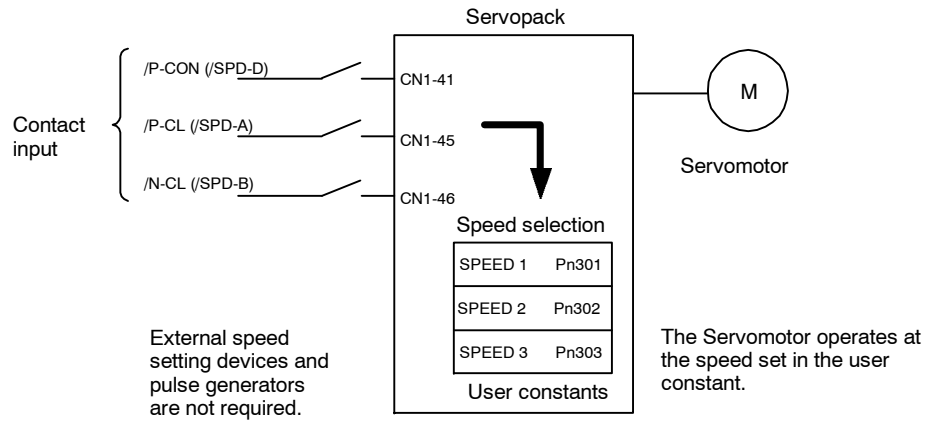 Servopack
Contact
input
/P-CON (/SPD-D)
CN1-41
/P-CL (/SPD-A)
CN1-45
/N-CL (/SPD-B)
CN1-46
M
Servomotor
Speed selection
SPEED 1 Pn301
SPEED 2 Pn302
SPEED 3 Pn303
User constants
External speed
setting devices and
pulse generators
are not required.
The Servomotor operates at
the speed set in the user
constant.